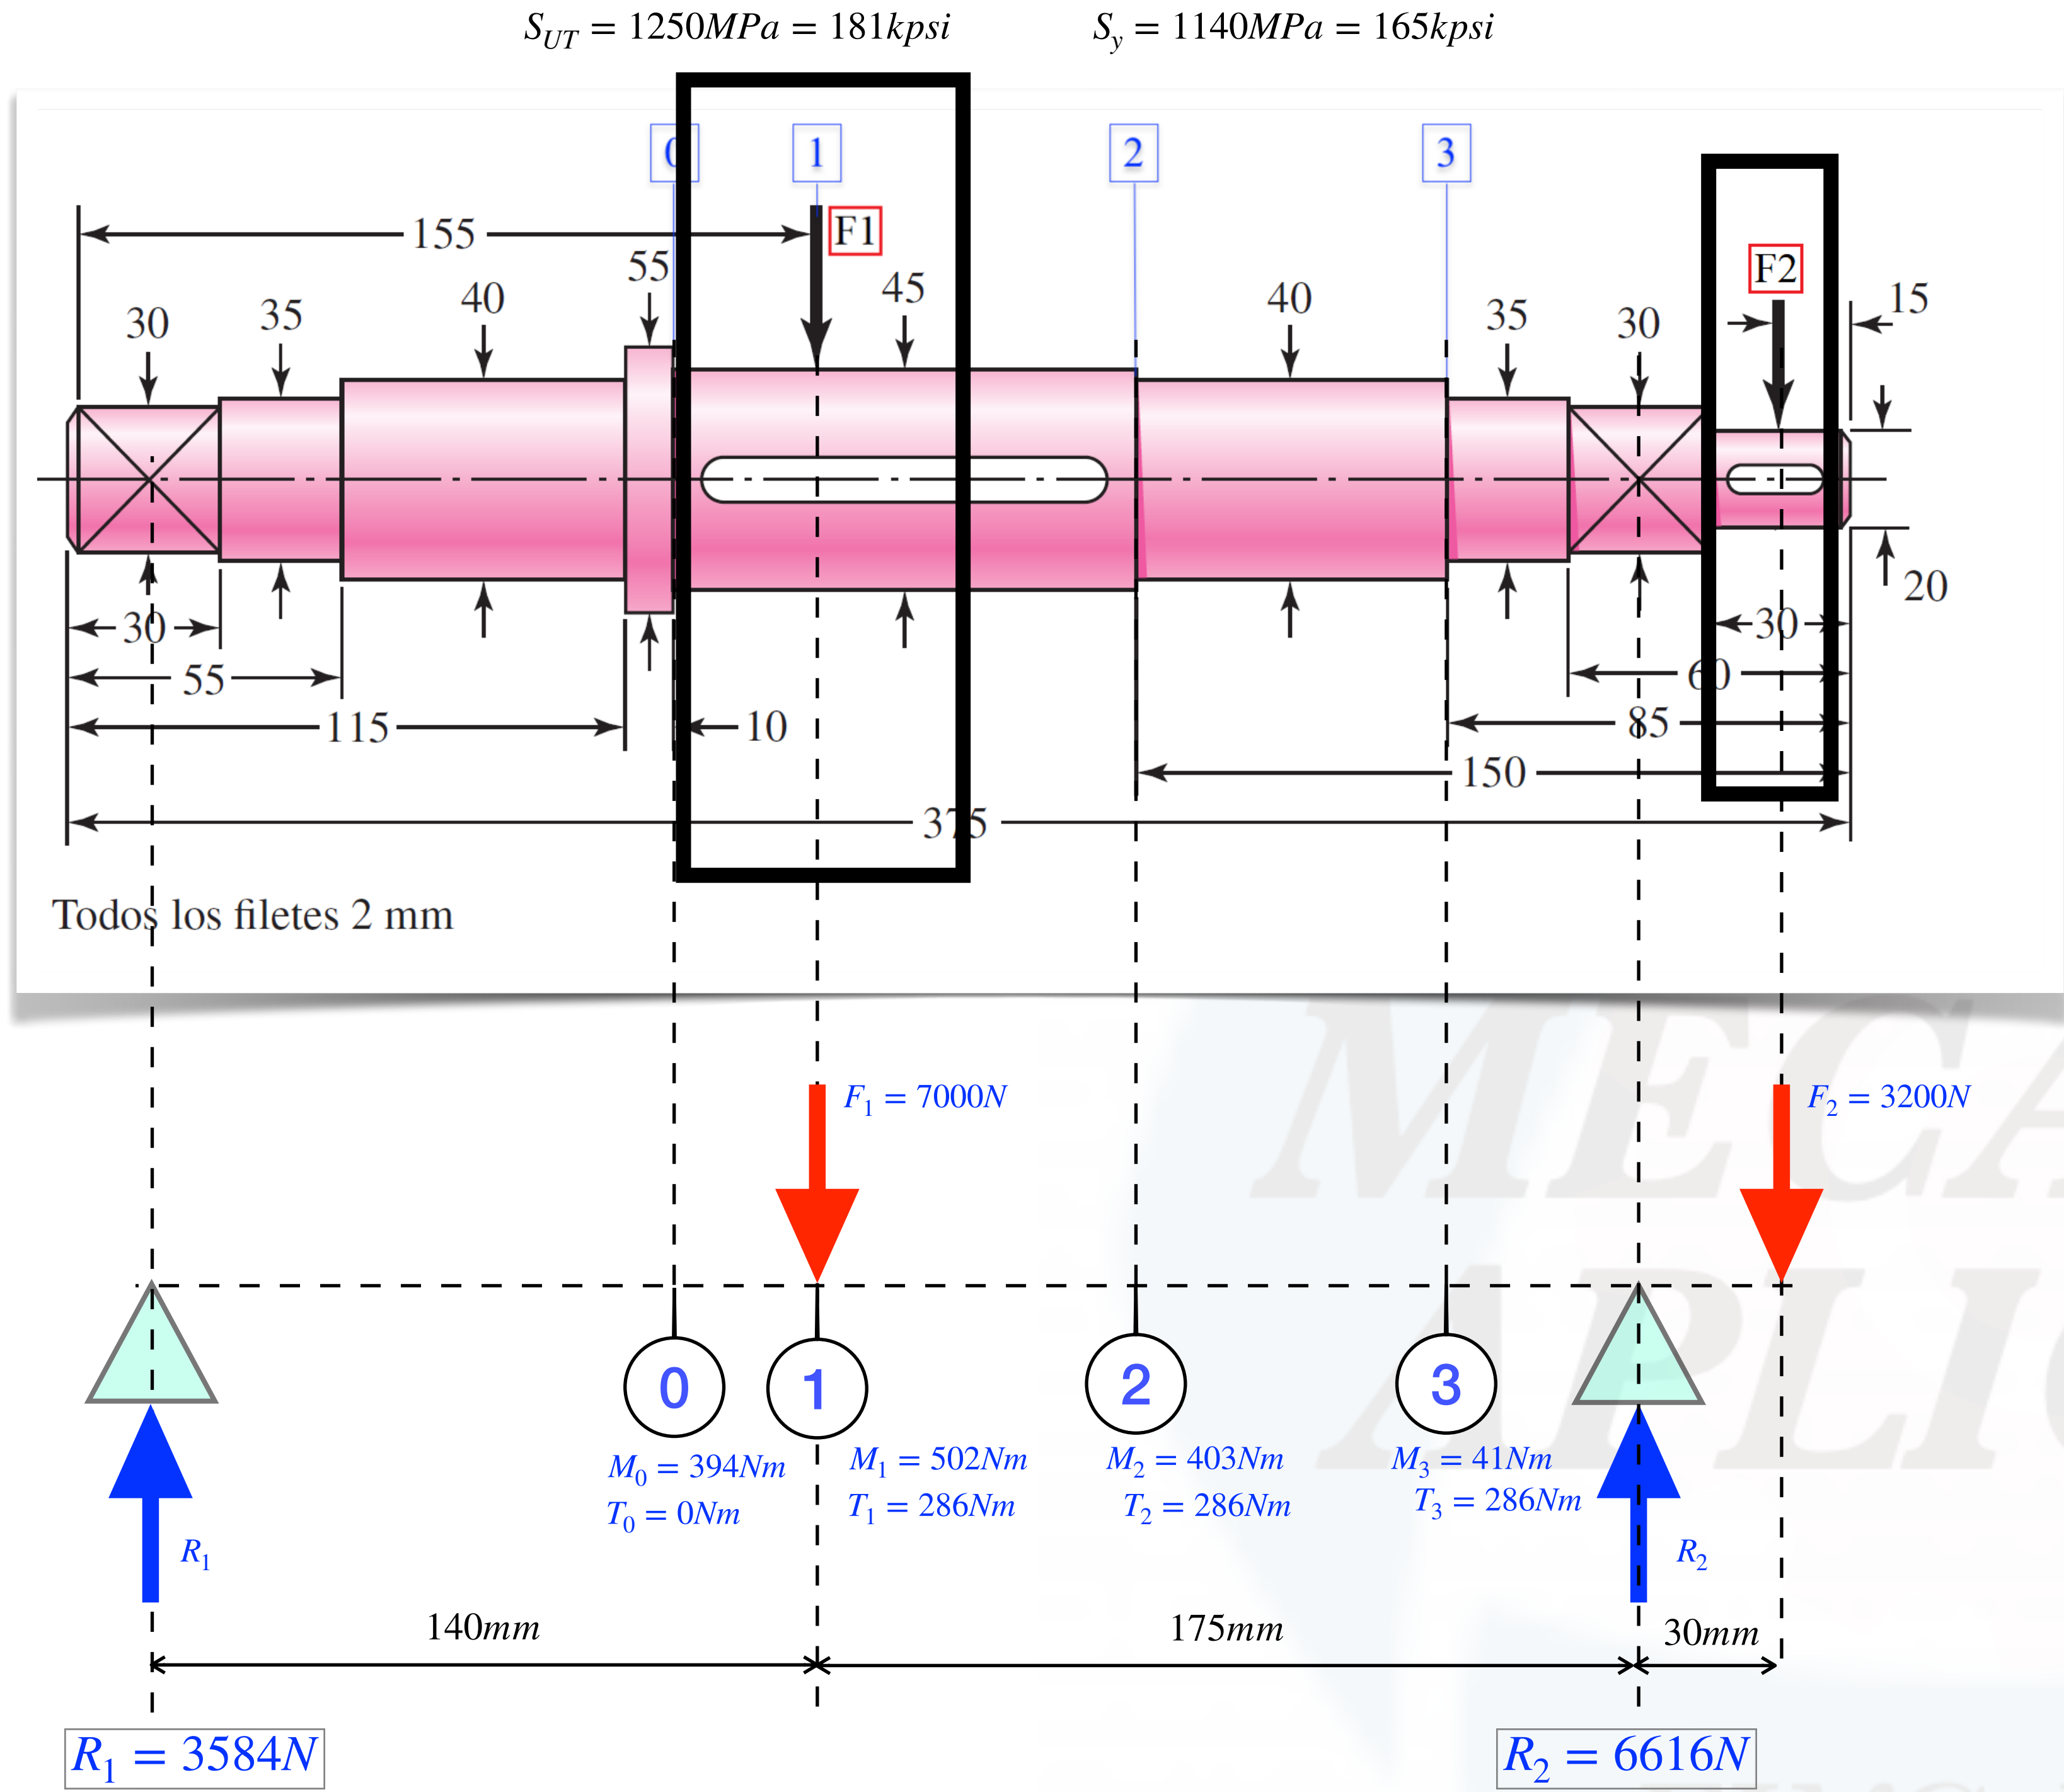 S_UT = 1250MPa = 181kpsi S_y = 1140MPa = 165kpsi
0 1 2 3
155 F1
55 45 F2 15
30 35 40 40 35 30
20
30 30
55 60
115 10 85
150
375
Todos los filetes 2 mm
MECA
F_1 = 7000N F_2 = 3200N
APLIC
0 1 2 3
M_0 = 394Nm M_1 = 502Nm M_2 = 403Nm M_3 = 41Nm
T_0 = 0Nm T_1 = 286Nm T_2 = 286Nm T_3 = 286Nm
R_1 R_2
140mm 175mm 30mm
R_1 = 3584N R_2 = 6616N